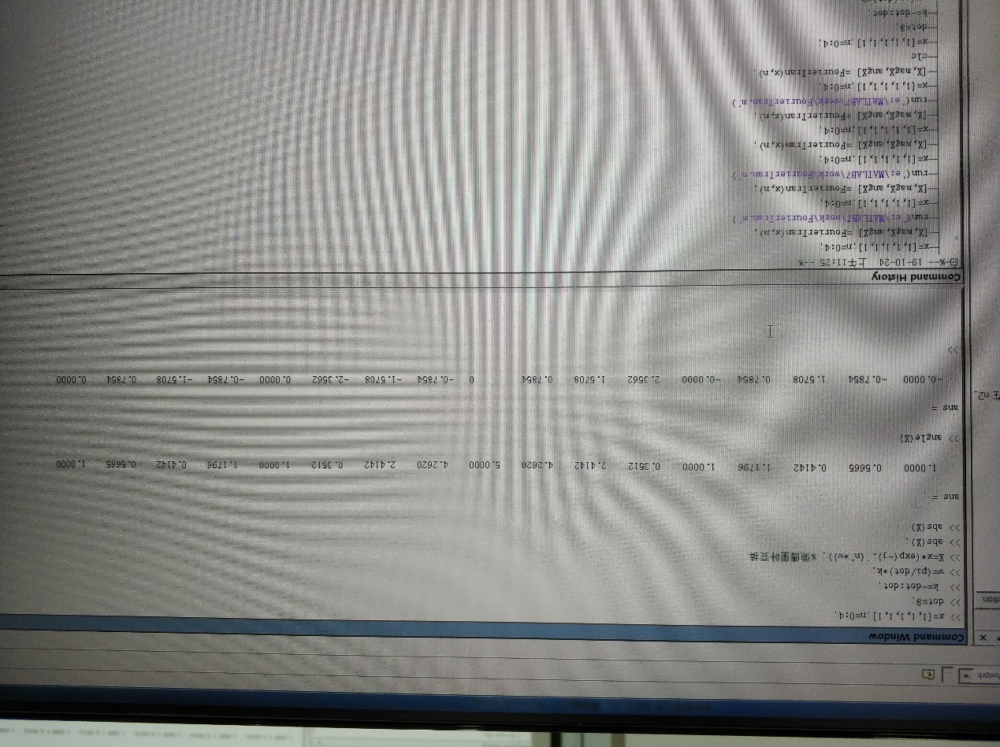 work
Command Window
>> x=[1, 1, 1, 1, 1];n=0:4;
>> dot=8;
>> k=-dot:dot;
>> w=(pi/dot)*k;
>> X=x*(exp(-j)).^(n'*w)); %做傅里叶变换
>> abs(X);
>> abs(X)
ans =
1.0000 0.5665 0.4142 1.1796 1.0000 0.3512 2.4142 4.2620 5.0000 4.2620 2.4142 0.3512 1.0000 1.1796 0.4142 0.5665 1.0000
>> angle(X)
ans =
-0.0000 -0.7854 1.5708 0.7854 -0.0000 2.3562 1.5708 0.7854 0 -0.7854 -1.5708 -2.3562 0.0000 -0.7854 -1.5708 0.7854 0.0000
>>
Command History
%-- 19-10-24 上午11:25 --%
x=[1, 1, 1, 1, 1];n=0:4;
[X, magX, angX] =FourierTran(x, n);
run('e:\MATLAB7\work\FourierTran.m')
x=[1, 1, 1, 1, 1];n=0:4;
[X, magX, angX] =FourierTran(x, n);
run('e:\MATLAB7\work\FourierTran.m')
x=[1, 1, 1, 1, 1];n=0:4;
[X, magX, angX] =FourierTran(x, n);
x=[1, 1, 1, 1, 1];n=0:4;
[X, magX, angX] =FourierTran(x, n);
run('e:\MATLAB7\work\FourierTran.m')
x=[1, 1, 1, 1, 1];n=0:4;
[X, magX, angX] =FourierTran(x, n);
clc
x=[1, 1, 1, 1, 1];n=0:4;
dot=8;
k=-dot:dot;